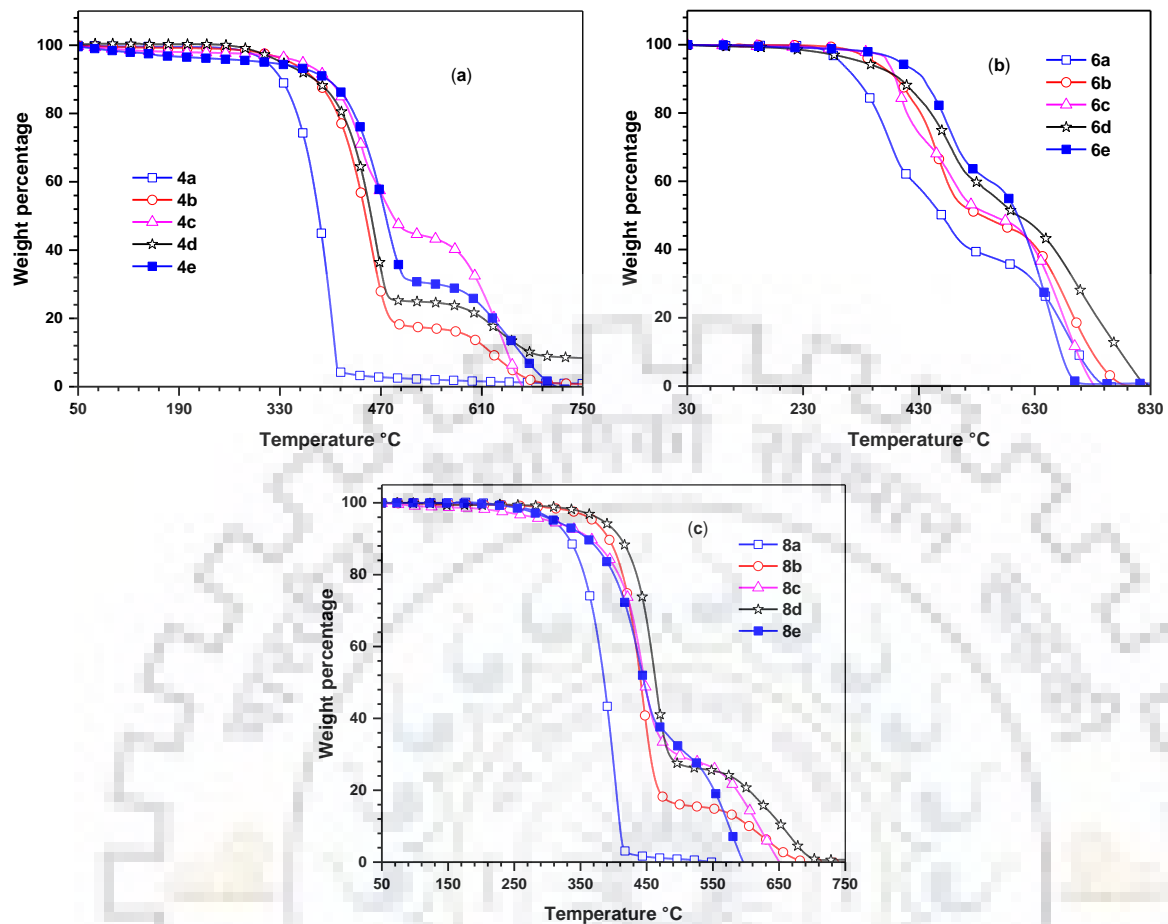 (a)
100
80
60
40
20
0
4a
4b
4c
4d
4e
50 190 330 470 610 750
Weight percentage
Temperature °C
(b)
100
80
60
40
20
0
6a
6b
6c
6d
6e
30 230 430 630 830
Weight percentage
Temperature °C
(c)
100
80
60
40
20
0
8a
8b
8c
8d
8e
50 150 250 350 450 550 650 750
Weight percentage
Temperature °C